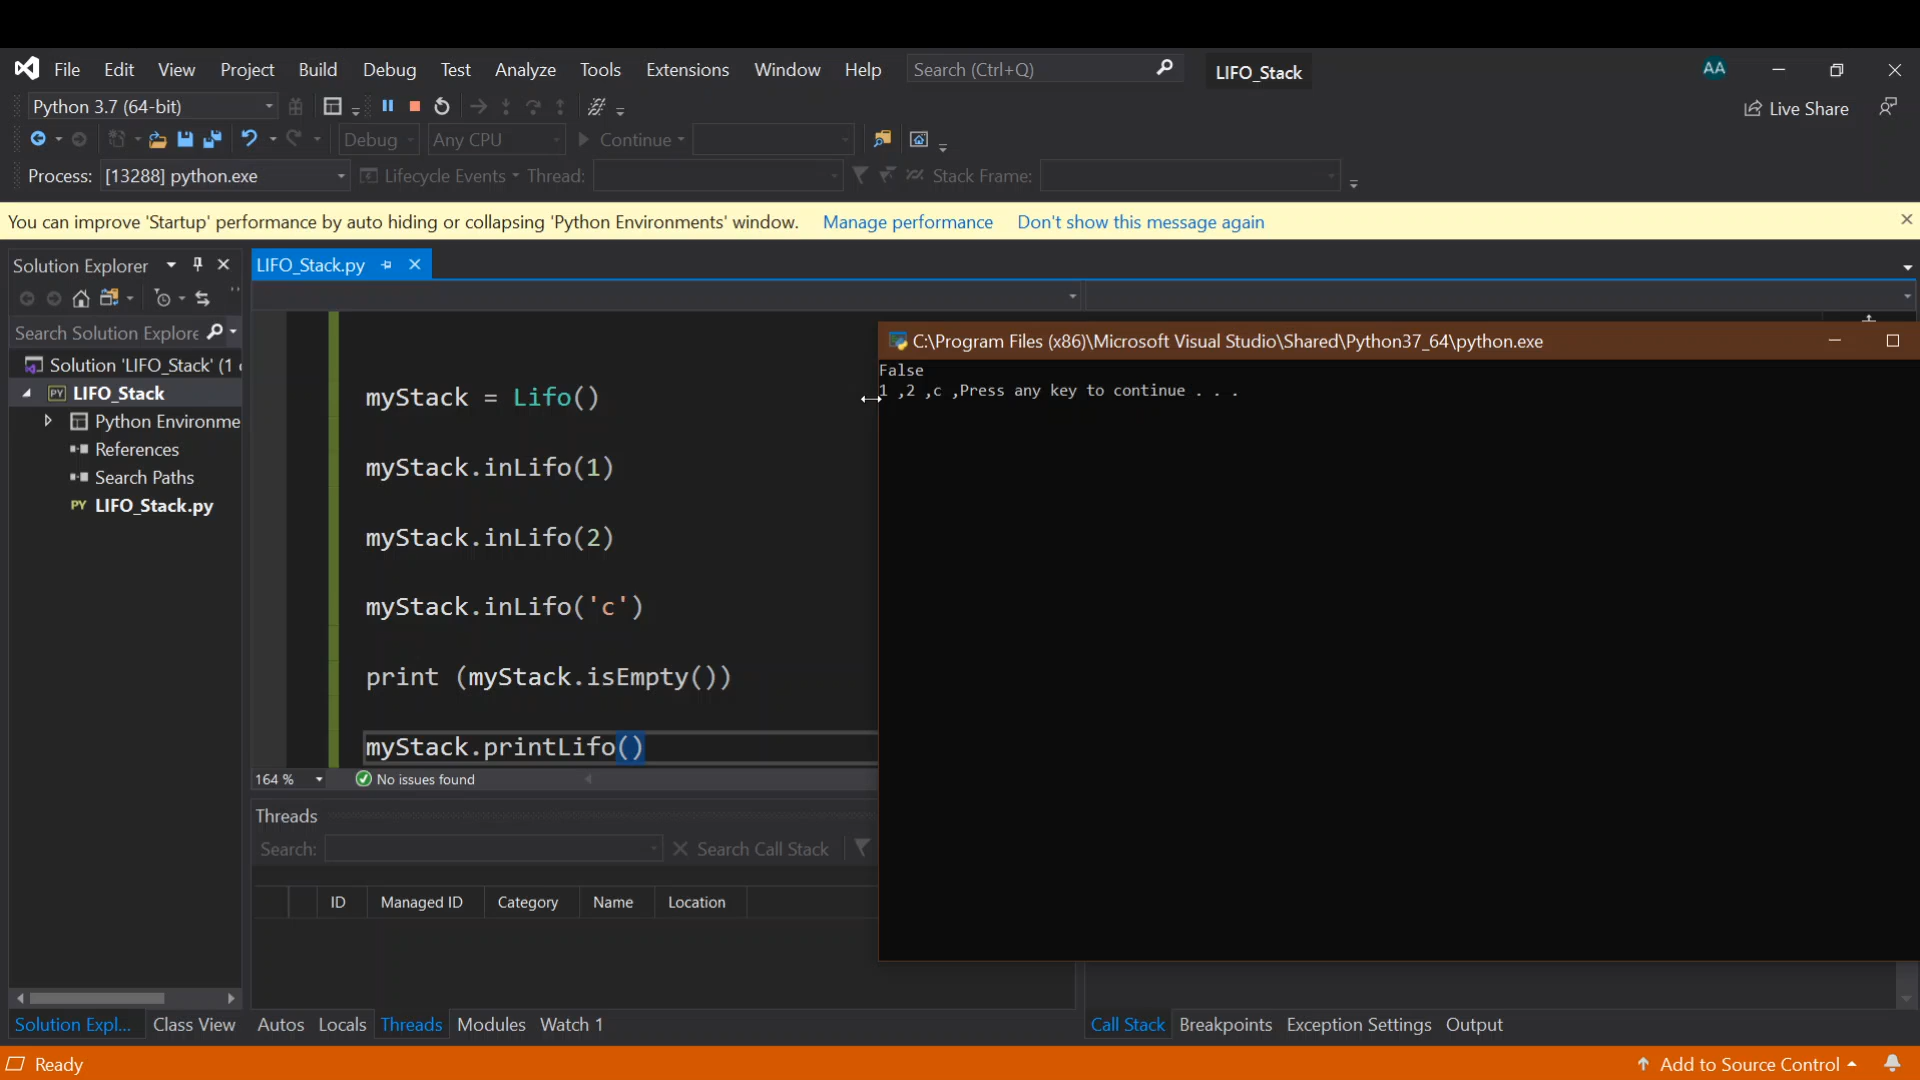 File Edit View Project Build Debug Test Analyze Tools Extensions Window Help Search (Ctrl+Q) LIFO_Stack AA
Python 3.7 (64-bit) Live Share
Debug Any CPU Continue
Process: [13288] python.exe Lifecycle Events Thread: Stack Frame:
You can improve 'Startup' performance by auto hiding or collapsing 'Python Environments' window. Manage performance Don't show this message again
Solution Explorer
LIFO_Stack.py
Search Solution Explore
Solution 'LIFO_Stack' (1
LIFO_Stack
Python Environme
References
Search Paths
LIFO_Stack.py
myStack = Lifo()
myStack.inLifo(1)
myStack.inLifo(2)
myStack.inLifo('c')
print (myStack.isEmpty())
myStack.printLifo()
164 % No issues found
C:\Program Files (x86)\Microsoft Visual Studio\Shared\Python37_64\python.exe
False
1 ,2 ,c ,Press any key to continue . . .
Threads
Search: Search Call Stack
ID Managed ID Category Name Location
Solution Expl... Class View Autos Locals Threads Modules Watch 1
Call Stack Breakpoints Exception Settings Output
Ready
Add to Source Control